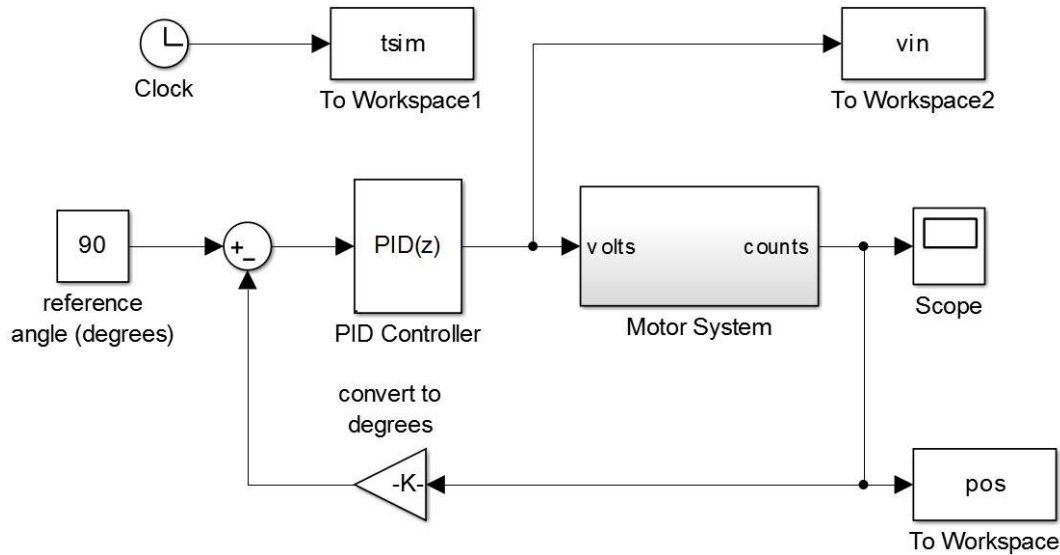 tsim
Clock
To Workspace1
vin
To Workspace2
90
reference
angle (degrees)
+
−
PID(z)
PID Controller
volts
counts
Motor System
Scope
convert to
degrees
-K-
pos
To Workspace